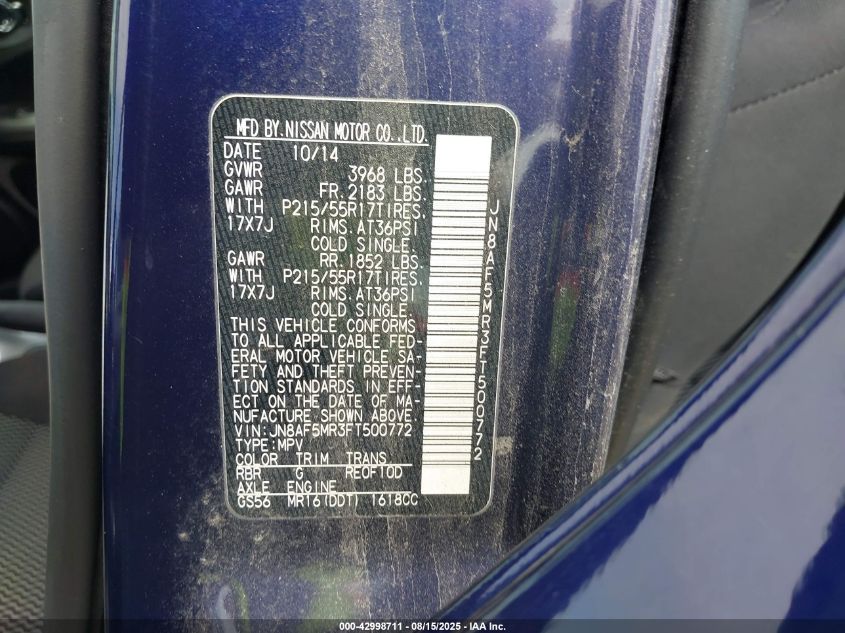 MFD BY.NISSAN MOTOR CO.,LTD.
DATE 10/14
GVWR 3968 LBS.
GAWR FR.2183 LBS.
WITH P215/55R17TIRES,
17X7J RIMS.AT36PSI
COLD SINGLE.
GAWR RR.1852 LBS.
WITH P215/55R17TIRES,
17X7J RIMS.AT36PSI
COLD SINGLE.
THIS VEHICLE CONFORMS
TO ALL APPLICABLE FED-
ERAL MOTOR VEHICLE SA-
FETY AND THEFT PREVEN-
TION STANDARDS IN EFF-
ECT ON THE DATE OF MA-
NUFACTURE SHOWN ABOVE.
VIN:JN8AF5MR3FT500772
TYPE:MPV
COLOR TRIM TRANS
RBR G RE0F10D
AXLE ENGINE
GS56 MR16(DDT) 1618CC
JN8AF5MR3FT500772
000-42998711 - 08/15/2025 - IAA Inc.